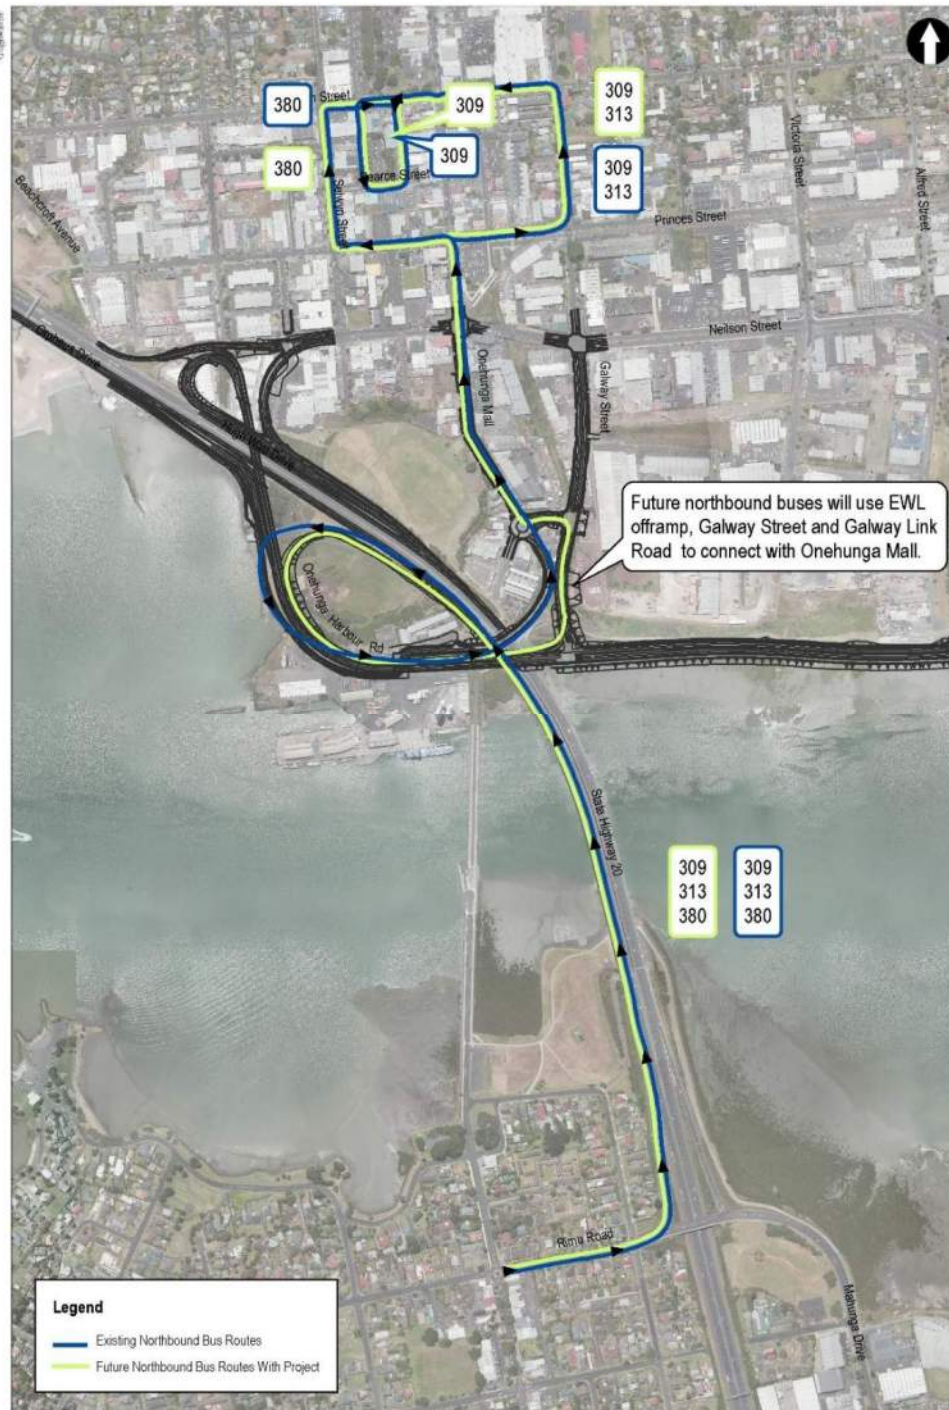 380
309
309
313
380
309
309
313
Pearce Street
Selwyn Street
Princes Street
Victoria Street
Alfred Street
Beachcroft Avenue
Neilson Street
Onehunga Mall
Galway Street
Future northbound buses will use EWL
offramp, Galway Street and Galway Link
Road to connect with Onehunga Mall.
Onehunga Harbour Rd
State Highway 20
309
313
380
309
313
380
Rimu Road
Mahunga Drive
Legend
Existing Northbound Bus Routes
Future Northbound Bus Routes With Project